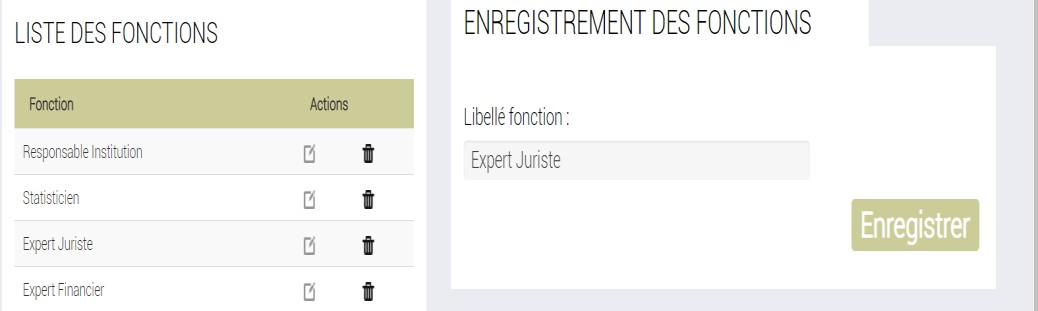 LISTE DES FONCTIONS
Fonction Actions
Responsable Institution
Statisticien
Expert Juriste
Expert Financier
ENREGISTREMENT DES FONCTIONS
Libellé fonction :
Expert Juriste
Enregistrer